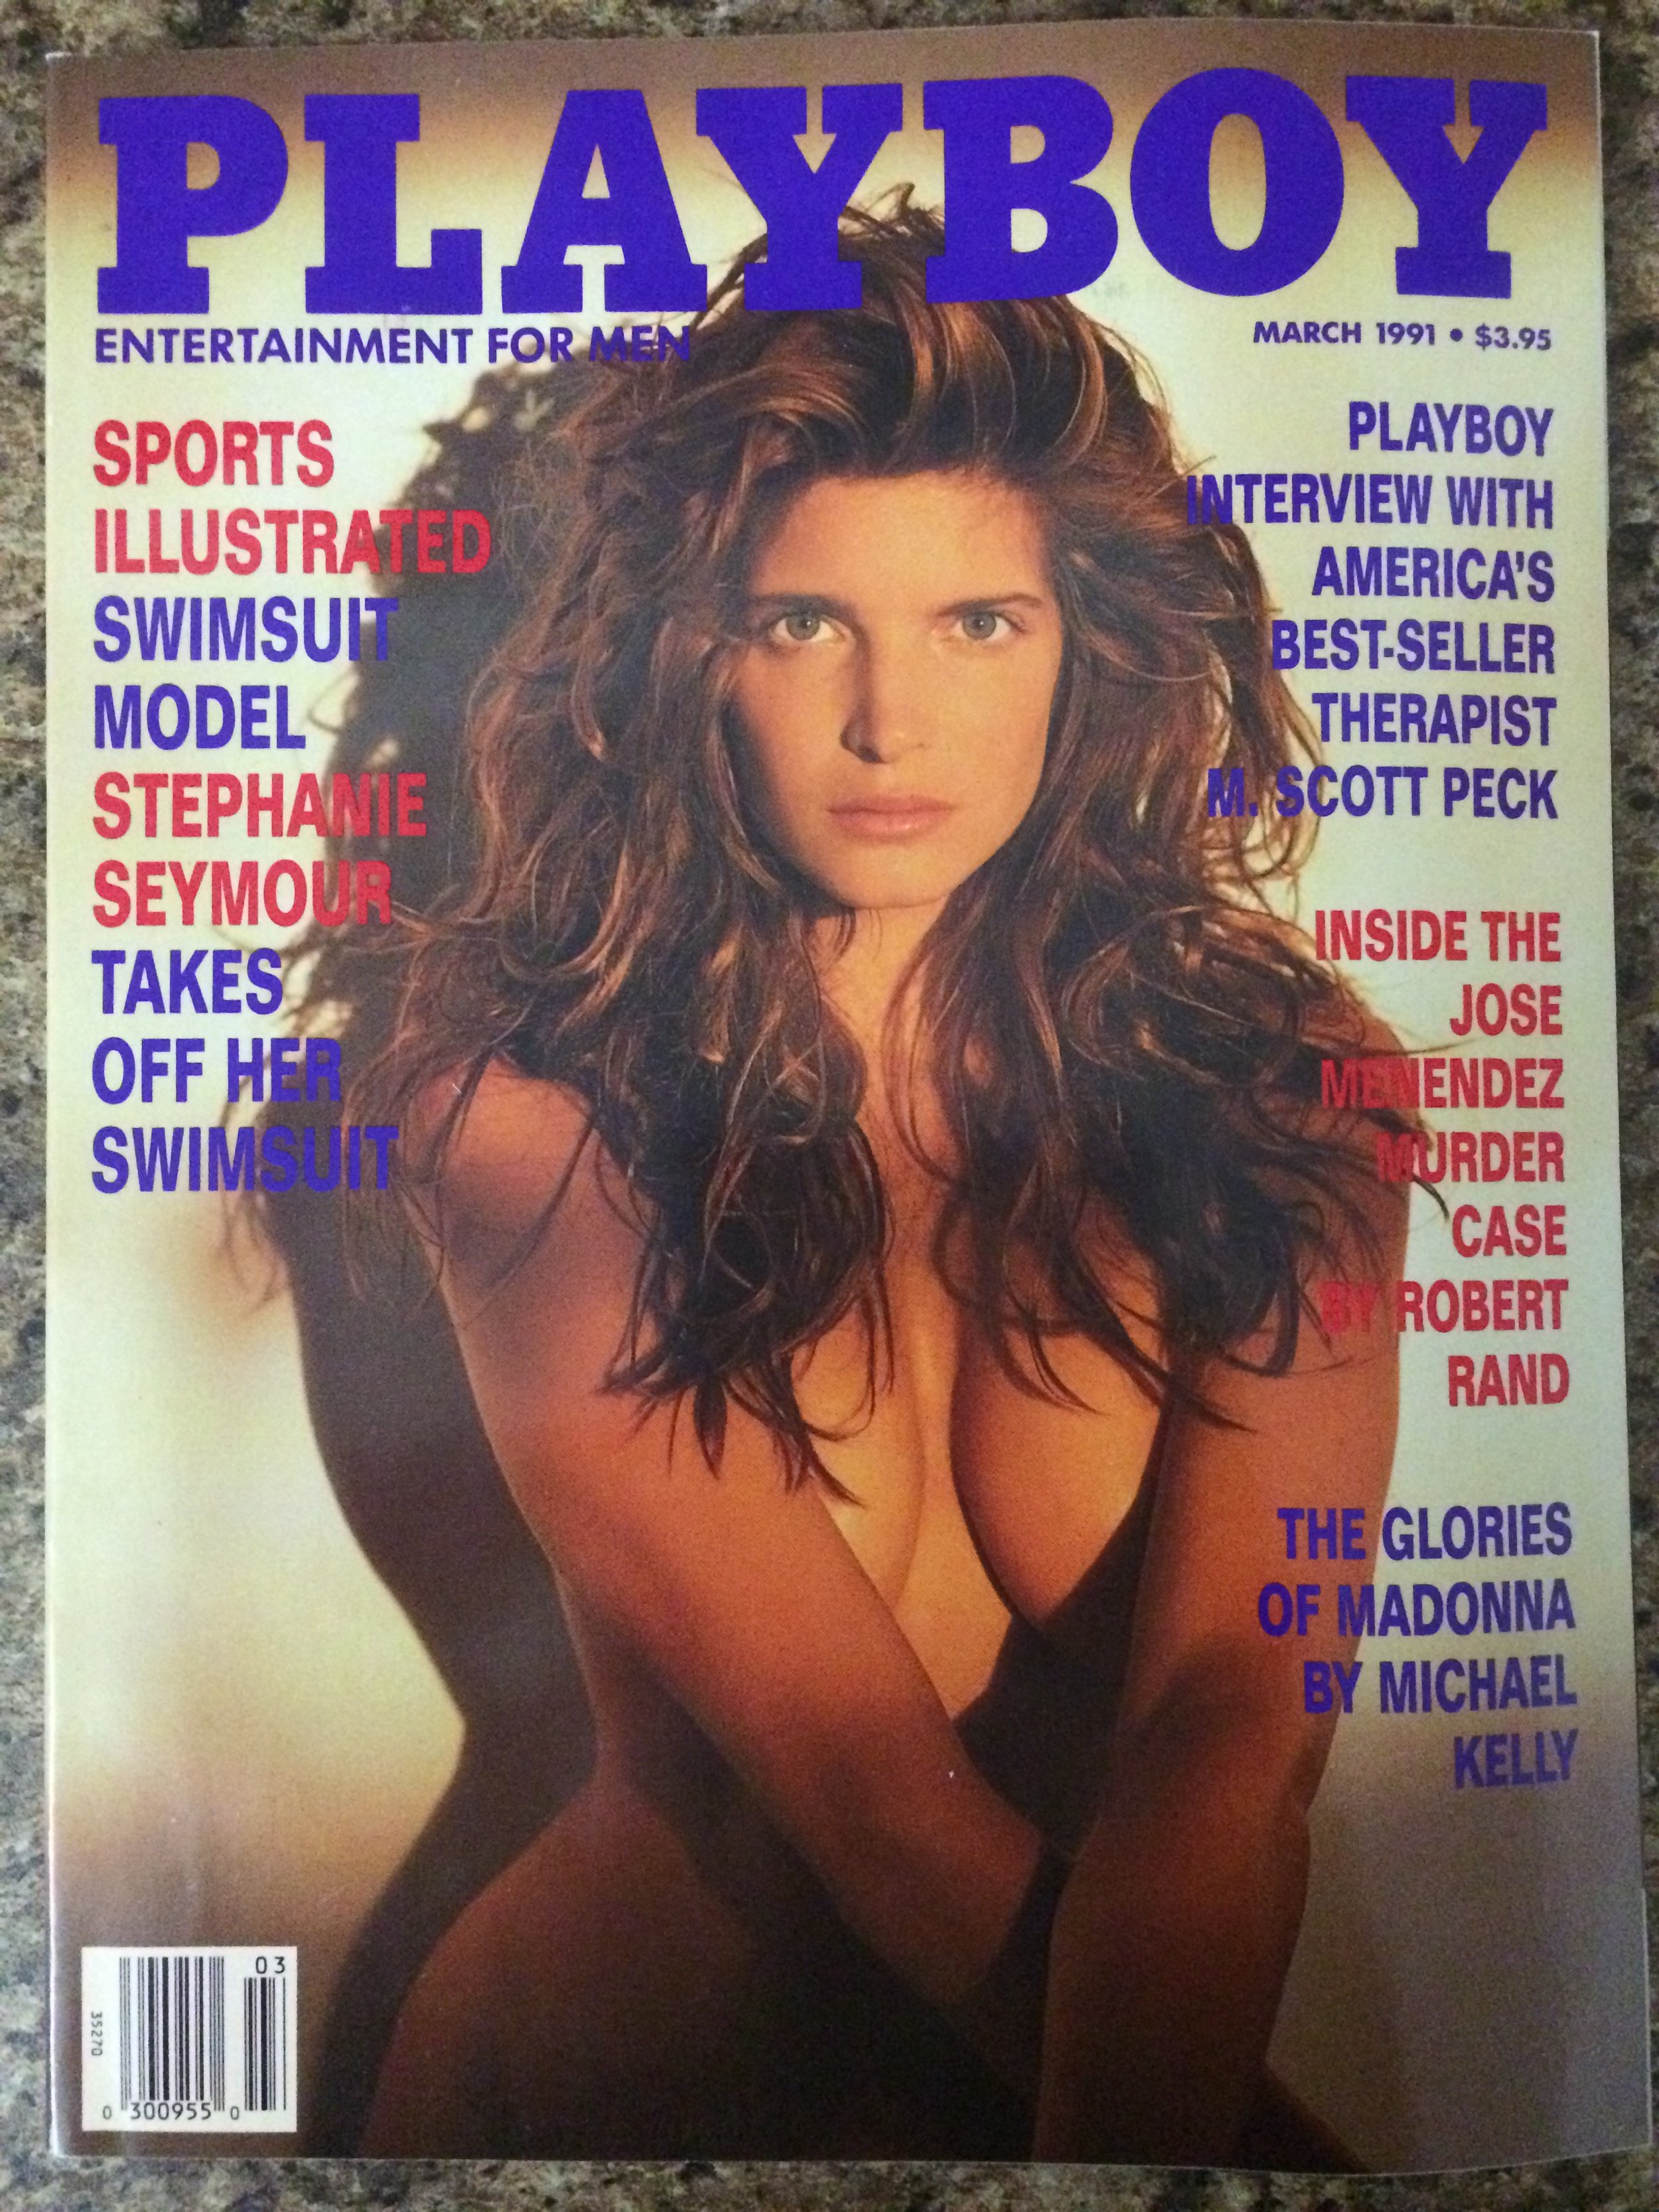 PLAYBOY
ENTERTAINMENT FOR MEN
MARCH 1991 • $3.95
SPORTS
ILLUSTRATED
SWIMSUIT
MODEL
STEPHANIE
SEYMOUR
TAKES
OFF HER
SWIMSUIT
PLAYBOY
INTERVIEW WITH
AMERICA'S
BEST-SELLER
THERAPIST
M. SCOTT PECK
INSIDE THE
JOSE
MENENDEZ
MURDER
CASE
BY ROBERT
RAND
THE GLORIES
OF MADONNA
BY MICHAEL
KELLY
03
35270
0 300955 0